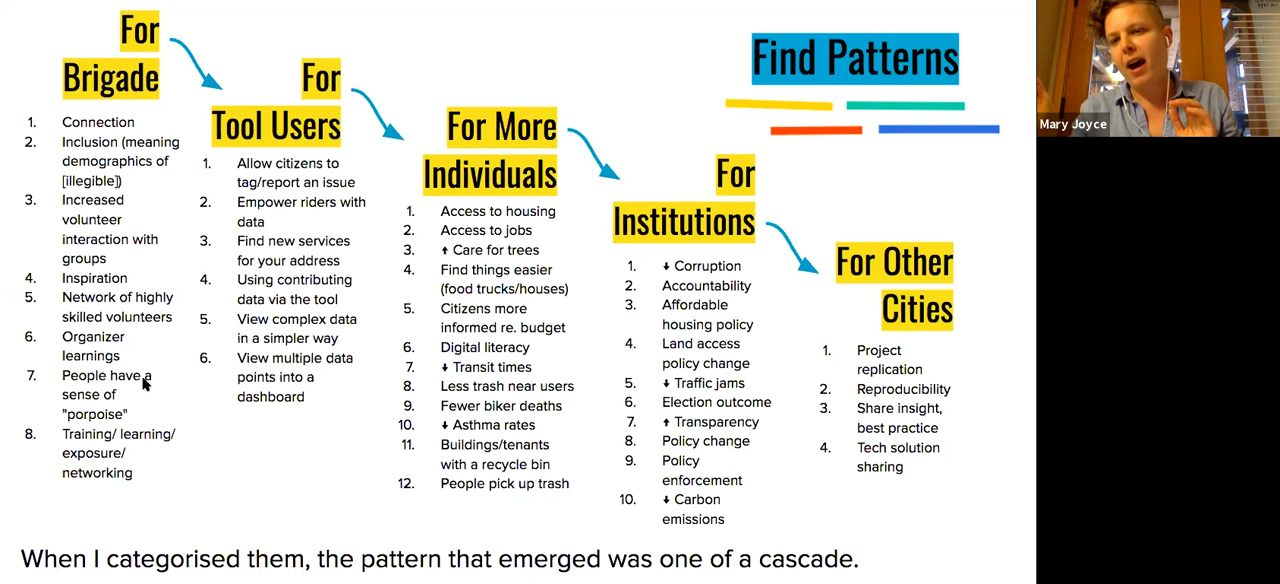 For
Brigade
1. Connection
2. Inclusion (meaning
demographics of
[illegible])
3. Increased
volunteer
interaction with
groups
4. Inspiration
5. Network of highly
skilled volunteers
6. Organizer
learnings
7. People have a
sense of
"porpoise"
8. Training/ learning/
exposure/
networking
For
Tool Users
1. Allow citizens to
tag/report an issue
2. Empower riders with
data
3. Find new services
for your address
4. Using contributing
data via the tool
5. View complex data
in a simpler way
6. View multiple data
points into a
dashboard
For More
Individuals
1. Access to housing
2. Access to jobs
3. ↑ Care for trees
4. Find things easier
(food trucks/houses)
5. Citizens more
informed re. budget
6. Digital literacy
7. ↓ Transit times
8. Less trash near users
9. Fewer biker deaths
10. ↓ Asthma rates
11. Buildings/tenants
with a recycle bin
12. People pick up trash
For
Institutions
1. ↓ Corruption
2. Accountability
3. Affordable
housing policy
4. Land access
policy change
5. ↓ Traffic jams
6. Election outcome
7. ↑ Transparency
8. Policy change
9. Policy
enforcement
10. ↓ Carbon
emissions
For Other
Cities
1. Project
replication
2. Reproducibility
3. Share insight,
best practice
4. Tech solution
sharing
Find Patterns
Mary Joyce
When I categorised them, the pattern that emerged was one of a cascade.